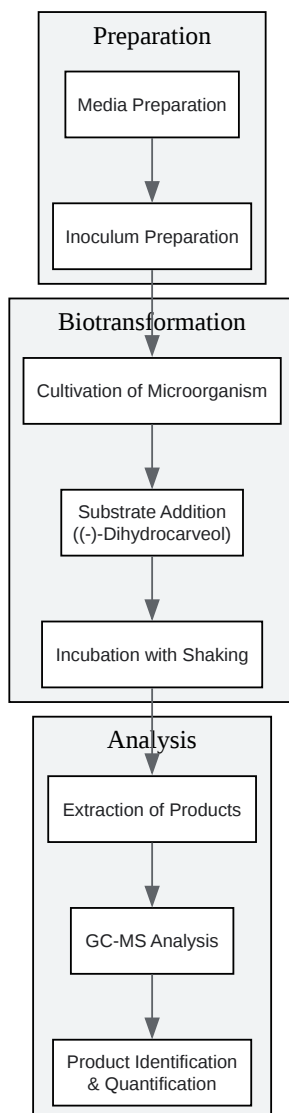 Preparation
Media Preparation
Inoculum Preparation
Biotransformation
Cultivation of Microorganism
Substrate Addition
((-)-Dihydrocarveol)
Incubation with Shaking
Analysis
Extraction of Products
GC-MS Analysis
Product Identification
& Quantification